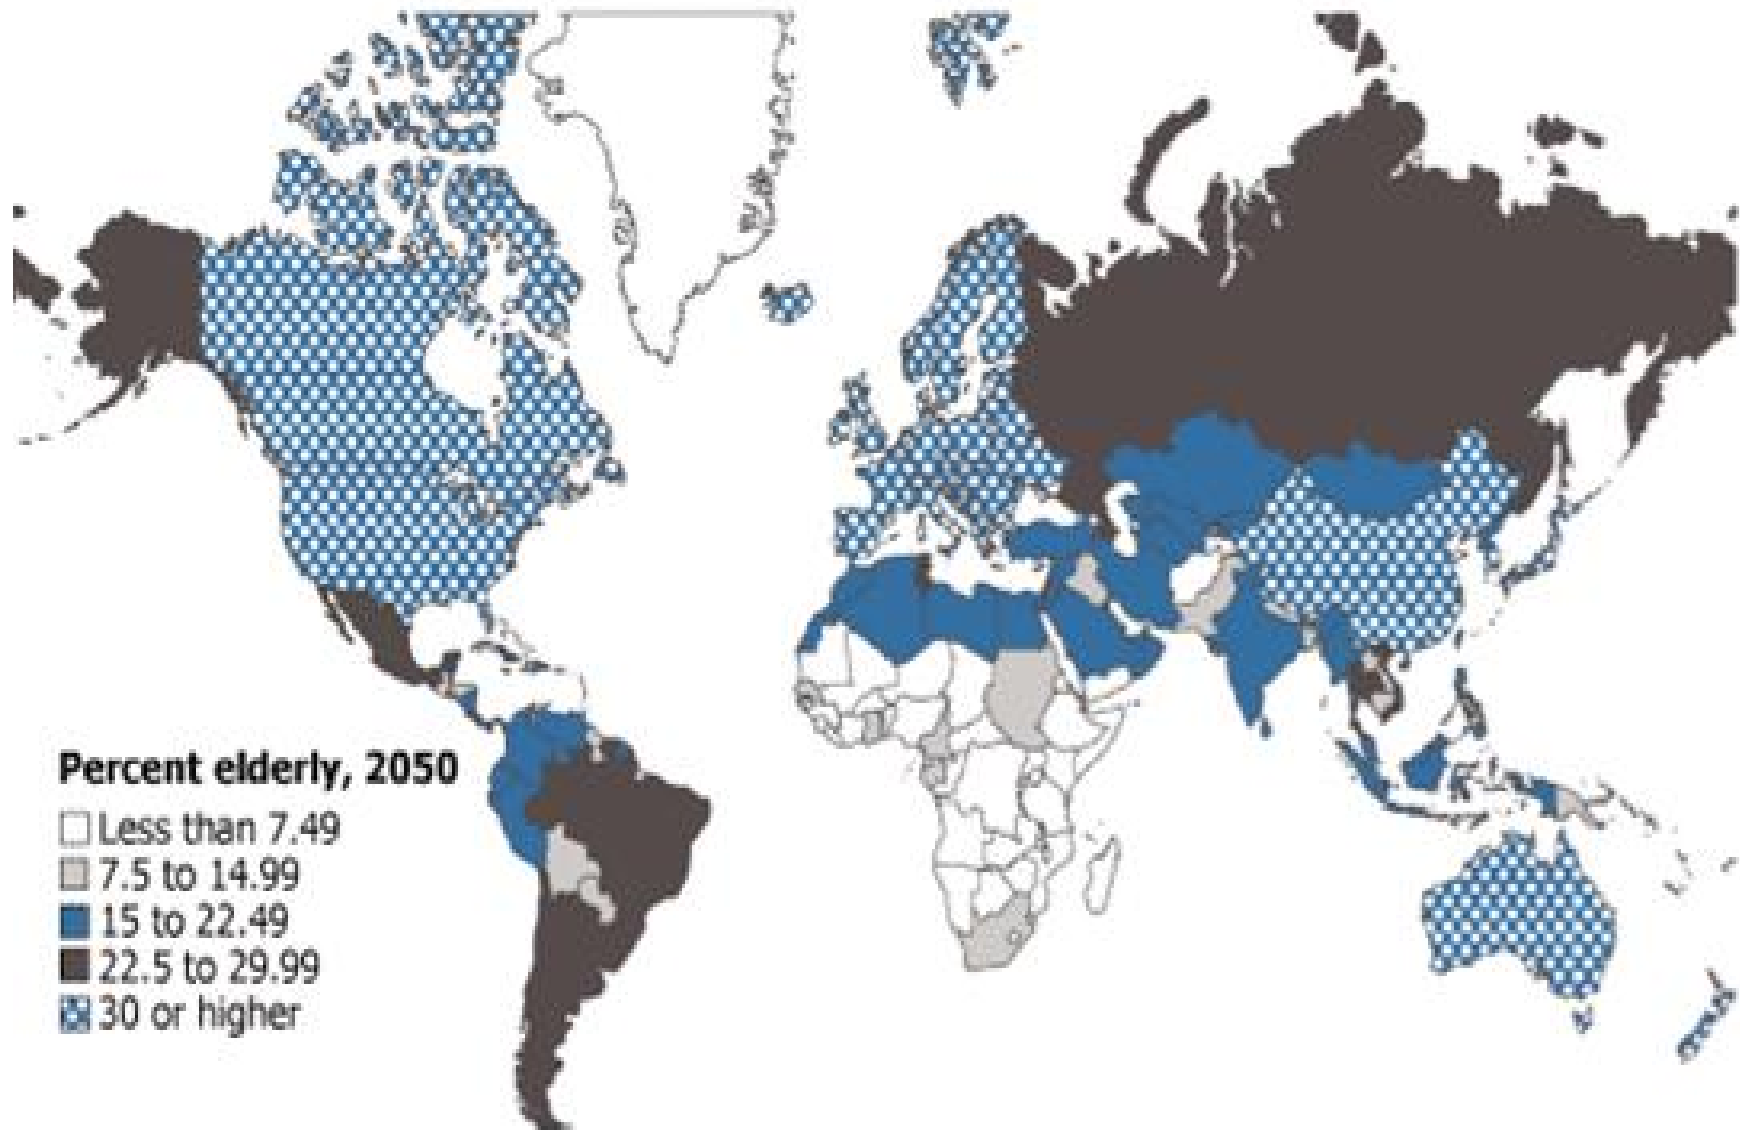 Percent elderly, 2050
Less than 7.49
7.5 to 14.99
15 to 22.49
22.5 to 29.99
30 or higher